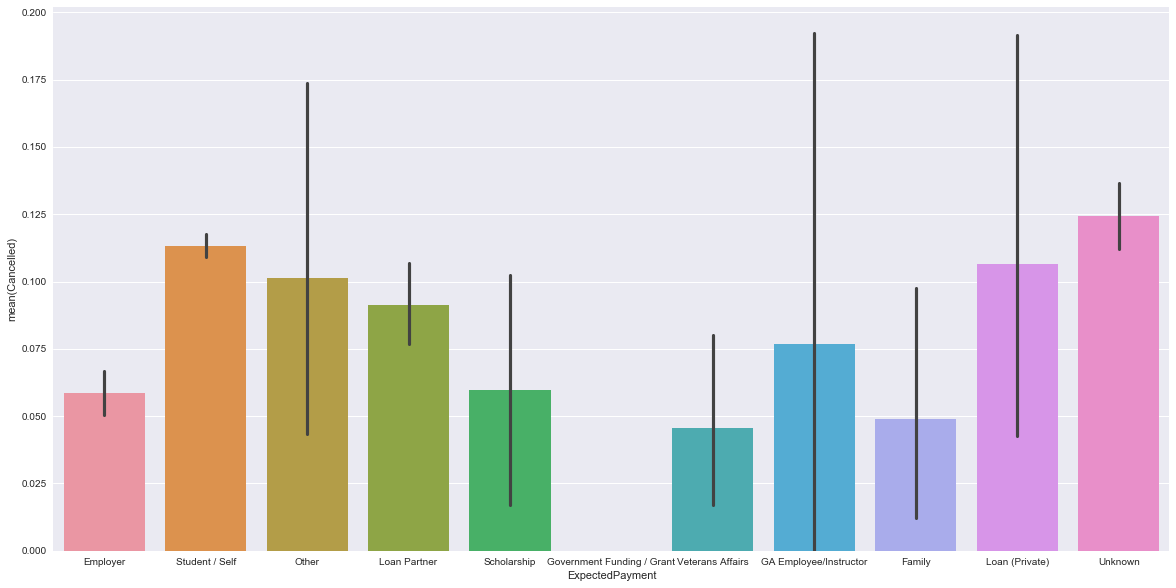 0.200
0.175
0.150
0.125
0.100
0.075
0.050
0.025
0.000
mean(Cancelled)
Employer
Student / Self
Other
Loan Partner
Scholarship
Government Funding / Grant
Veterans Affairs
GA Employee/Instructor
Family
Loan (Private)
Unknown
ExpectedPayment